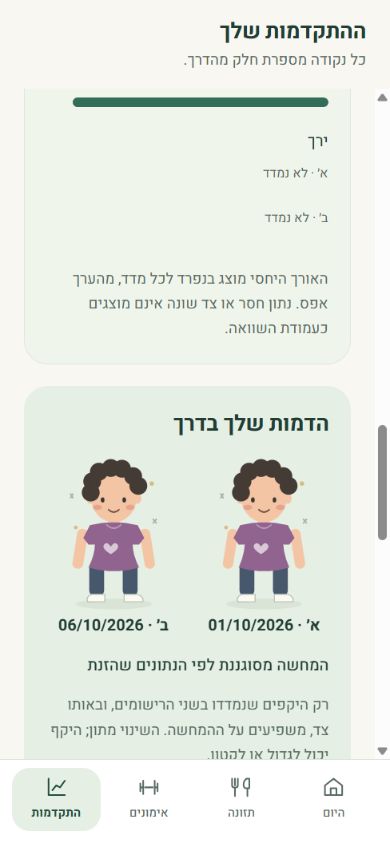 ההתקדמות שלך
כל נקודה מספרת חלק מהדרך.
ירך
א׳ · לא נמדד
ב׳ · לא נמדד
האורך היחסי מוצג בנפרד לכל מדד, מהערך
אפס. נתון חסר או צד שונה אינם מוצגים
כעמודת השוואה.
הדמות שלך בדרך
א׳ · 01/10/2026
ב׳ · 06/10/2026
המחשה מסוגננת לפי הנתונים שהזנת
רק היקפים שנמדדו בשני הרישומים, ובאותו
צד, משפיעים על ההמחשה. השינוי מתון; היקף
יכול לגדול או לקטון.
היום
תזונה
אימונים
התקדמות